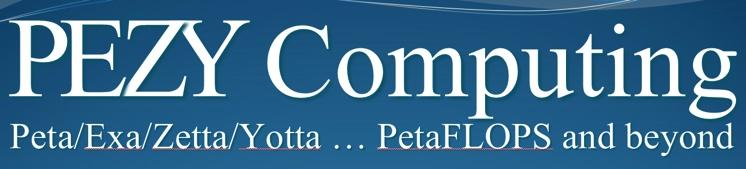 PEZY Computing
Peta/Exa/Zetta/Yotta … PetaFLOPS and beyond